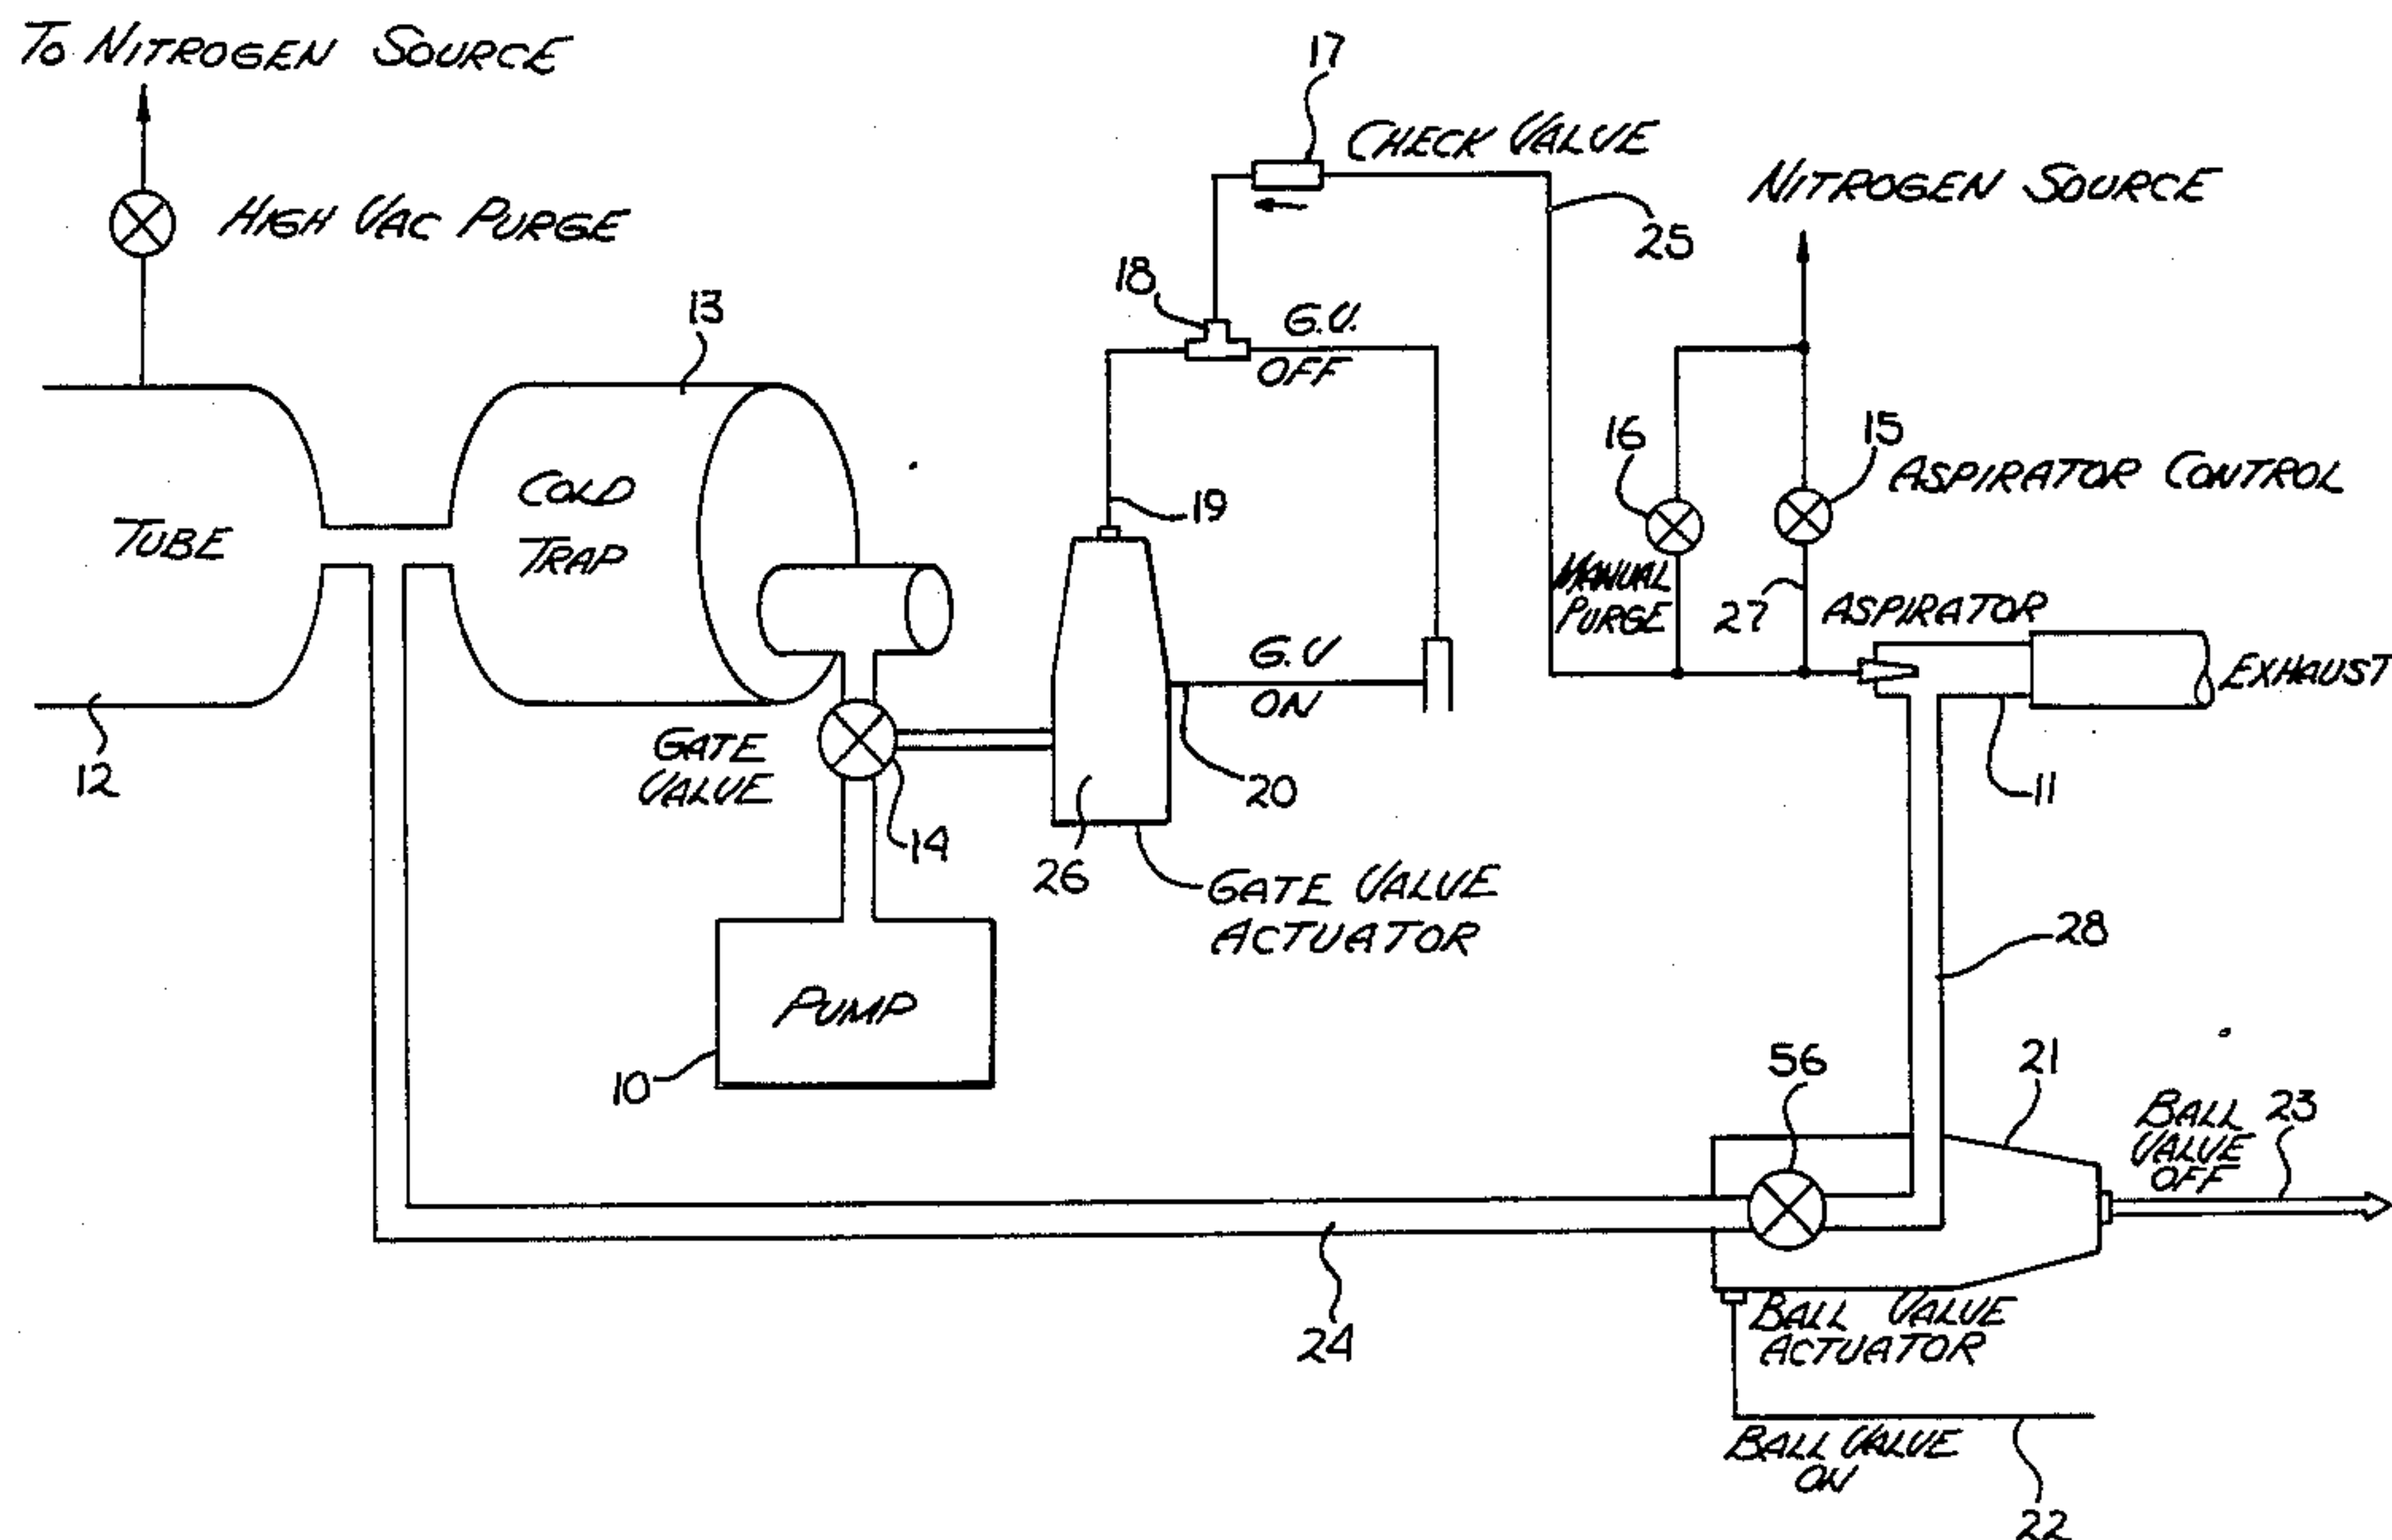 TO NITROGEN SOURCE
HIGH VAC PURGE
17
CHECK VALVE
25
NITROGEN SOURCE
13
18
G.V.
OFF
16
15
ASPIRATOR CONTROL
TUBE
COLD
TRAP
19
MANUAL
PURGE
27
ASPIRATOR
EXHAUST
G.V
ON
12
GATE
VALVE
14
20
11
26
GATE VALVE
ACTUATOR
28
PUMP
10
56
21
BALL
VALVE
OFF
23
24
BALL VALVE
ACTUATOR
BALL VALVE
ON
22